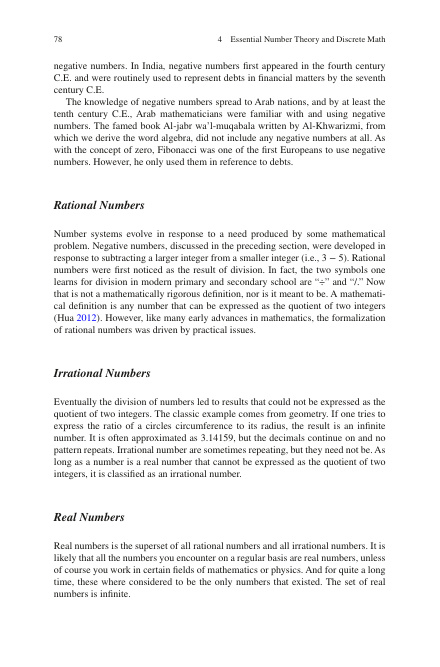 78 4 Essential Number Theory and Discrete Math
negative numbers. In India, negative numbers first appeared in the fourth century
C.E. and were routinely used to represent debts in financial matters by the seventh
century C.E.
The knowledge of negative numbers spread to Arab nations, and by at least the
tenth century C.E., Arab mathematicians were familiar with and using negative
numbers. The famed book Al-jabr wa’l-muqabala written by Al-Khwarizmi, from
which we derive the word algebra, did not include any negative numbers at all. As
with the concept of zero, Fibonacci was one of the first Europeans to use negative
numbers. However, he only used them in reference to debts.
Rational Numbers
Number systems evolve in response to a need produced by some mathematical
problem. Negative numbers, discussed in the preceding section, were developed in
response to subtracting a larger integer from a smaller integer (i.e., 3 − 5). Rational
numbers were first noticed as the result of division. In fact, the two symbols one
learns for division in modern primary and secondary school are “÷” and “/.” Now
that is not a mathematically rigorous definition, nor is it meant to be. A mathemati-
cal definition is any number that can be expressed as the quotient of two integers
(Hua 2012). However, like many early advances in mathematics, the formalization
of rational numbers was driven by practical issues.
Irrational Numbers
Eventually the division of numbers led to results that could not be expressed as the
quotient of two integers. The classic example comes from geometry. If one tries to
express the ratio of a circles circumference to its radius, the result is an infinite
number. It is often approximated as 3.14159, but the decimals continue on and no
pattern repeats. Irrational number are sometimes repeating, but they need not be. As
long as a number is a real number that cannot be expressed as the quotient of two
integers, it is classified as an irrational number.
Real Numbers
Real numbers is the superset of all rational numbers and all irrational numbers. It is
likely that all the numbers you encounter on a regular basis are real numbers, unless
of course you work in certain fields of mathematics or physics. And for quite a long
time, these where considered to be the only numbers that existed. The set of real
numbers is infinite.